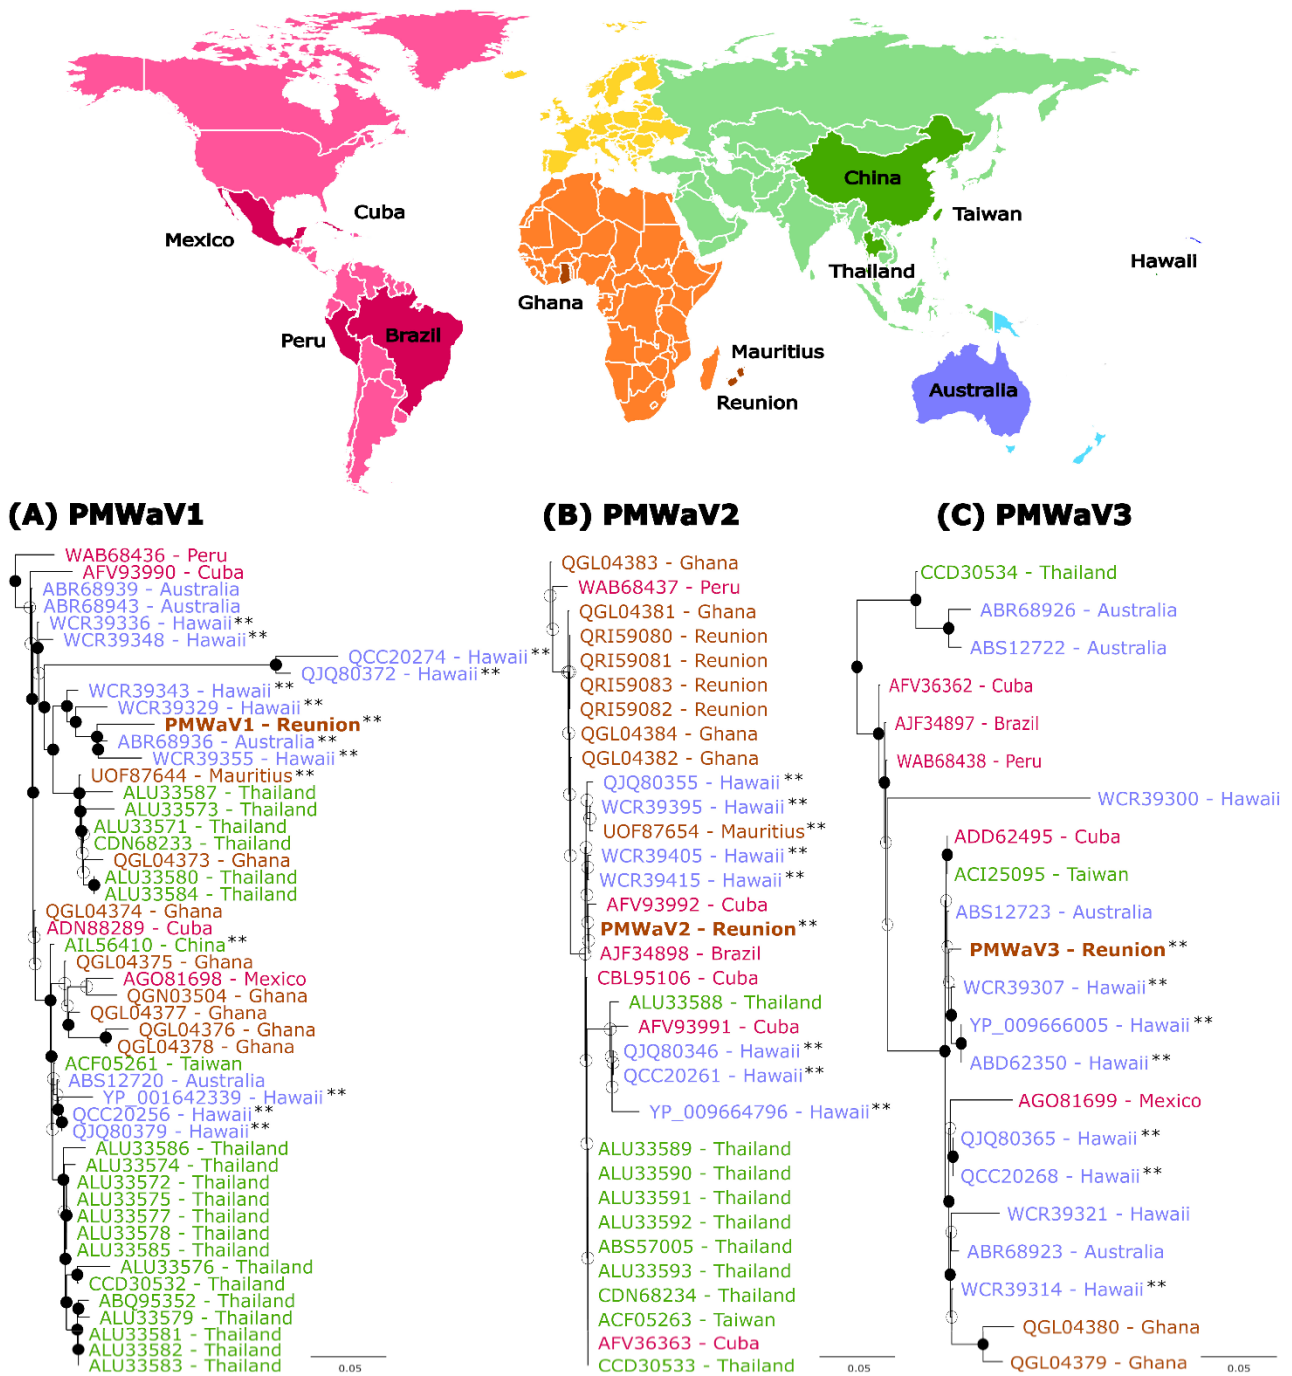 Cuba
Mexico
Peru
Brazil
Ghana
Mauritius
Reunion
China
Taiwan
Thailand
Hawaii
Australia
(A) PMWaV1
WAB68436 - Peru
AFV93990 - Cuba
ABR68939 - Australia
ABR68943 - Australia
WCR39336 - Hawaii**
WCR39348 - Hawaii**
QCC20274 - Hawaii**
QJQ80372 - Hawaii**
WCR39343 - Hawaii**
WCR39329 - Hawaii**
PMWaV1 - Reunion**
ABR68936 - Australia**
WCR39355 - Hawaii**
UOF87644 - Mauritius**
ALU33587 - Thailand
ALU33573 - Thailand
ALU33571 - Thailand
CDN68233 - Thailand
QGL04373 - Ghana
ALU33580 - Thailand
ALU33584 - Thailand
QGL04374 - Ghana
ADN88289 - Cuba
AIL56410 - China**
QGL04375 - Ghana
AGO81698 - Mexico
QGN03504 - Ghana
QGL04377 - Ghana
QGL04376 - Ghana
QGL04378 - Ghana
ACF05261 - Taiwan
ABS12720 - Australia
YP_001642339 - Hawaii**
QCC20256 - Hawaii**
QJQ80379 - Hawaii**
ALU33586 - Thailand
ALU33574 - Thailand
ALU33572 - Thailand
ALU33575 - Thailand
ALU33577 - Thailand
ALU33578 - Thailand
ALU33585 - Thailand
ALU33576 - Thailand
CCD30532 - Thailand
ABQ95352 - Thailand
ALU33579 - Thailand
ALU33581 - Thailand
ALU33582 - Thailand
ALU33583 - Thailand
0.05
(B) PMWaV2
QGL04383 - Ghana
WAB68437 - Peru
QGL04381 - Ghana
QRI59080 - Reunion
QRI59081 - Reunion
QRI59083 - Reunion
QRI59082 - Reunion
QGL04384 - Ghana
QGL04382 - Ghana
QJQ80355 - Hawaii**
WCR39395 - Hawaii**
UOF87654 - Mauritius**
WCR39405 - Hawaii**
WCR39415 - Hawaii**
AFV93992 - Cuba
PMWaV2 - Reunion**
AJF34898 - Brazil
CBL95106 - Cuba
ALU33588 - Thailand
AFV93991 - Cuba
QJQ80346 - Hawaii**
QCC20261 - Hawaii**
YP_009664796 - Hawaii**
ALU33589 - Thailand
ALU33590 - Thailand
ALU33591 - Thailand
ALU33592 - Thailand
ABS57005 - Thailand
ALU33593 - Thailand
CDN68234 - Thailand
ACF05263 - Taiwan
AFV36363 - Cuba
CCD30533 - Thailand
0.05
(C) PMWaV3
CCD30534 - Thailand
ABR68926 - Australia
ABS12722 - Australia
AFV36362 - Cuba
AJF34897 - Brazil
WAB68438 - Peru
WCR39300 - Hawaii
ADD62495 - Cuba
ACI25095 - Taiwan
ABS12723 - Australia
PMWaV3 - Reunion**
WCR39307 - Hawaii**
YP_009666005 - Hawaii**
ABD62350 - Hawaii**
AGO81699 - Mexico
QJQ80365 - Hawaii**
QCC20268 - Hawaii**
WCR39321 - Hawaii
ABR68923 - Australia
WCR39314 - Hawaii**
QGL04380 - Ghana
QGL04379 - Ghana
0.05